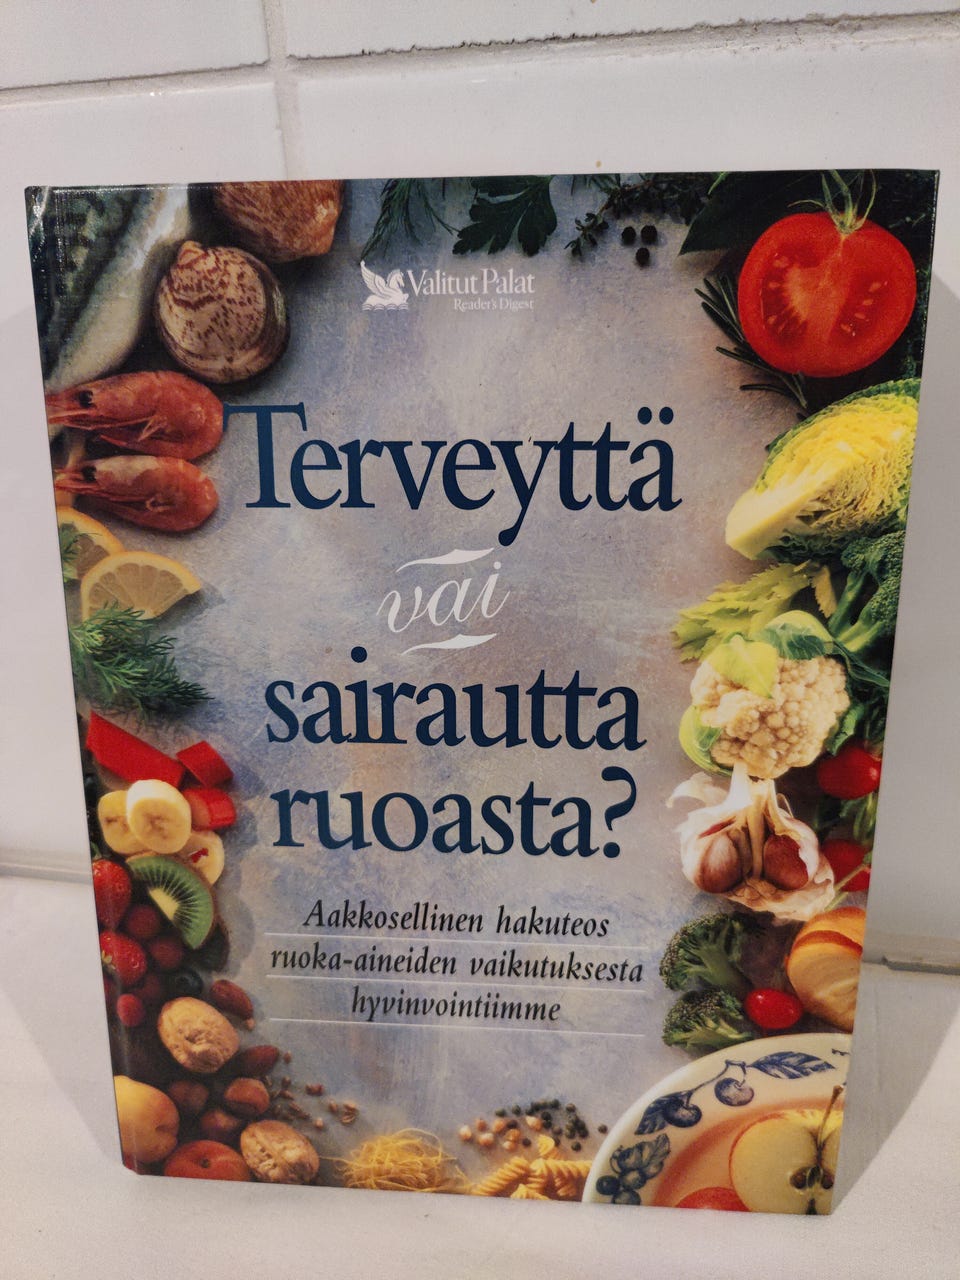 Valitut Palat
Reader's Digest
Terveyttä
vai
sairautta
ruoasta?
Aakkosellinen hakuteos
ruoka-aineiden vaikutuksesta
hyvinvointiimme